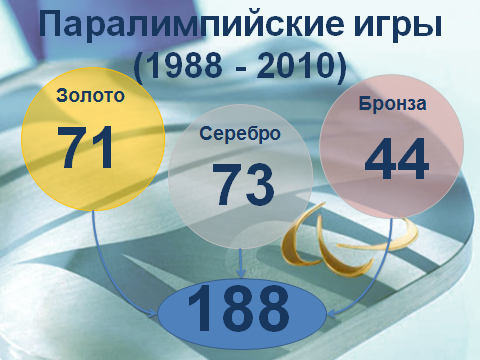 Паралимпийские игры
(1988 - 2010)
Золото
71
Серебро
73
Бронза
44
188